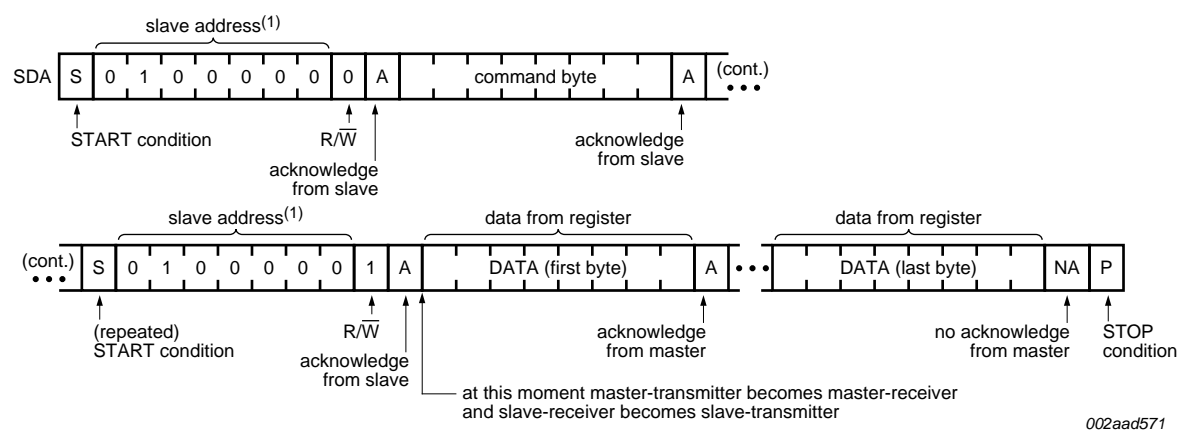 slave address(1)
SDA S 0 1 0 0 0 0 0 0 A command byte A (cont.)
START condition R/W̅ acknowledge from slave acknowledge from slave
slave address(1) data from register data from register
(cont.) S 0 1 0 0 0 0 0 1 A DATA (first byte) A DATA (last byte) NA P
(repeated)
START condition
R/W̅
acknowledge
from slave
acknowledge
from master
no acknowledge
from master
STOP
condition
at this moment master-transmitter becomes master-receiver
and slave-receiver becomes slave-transmitter
002aad571